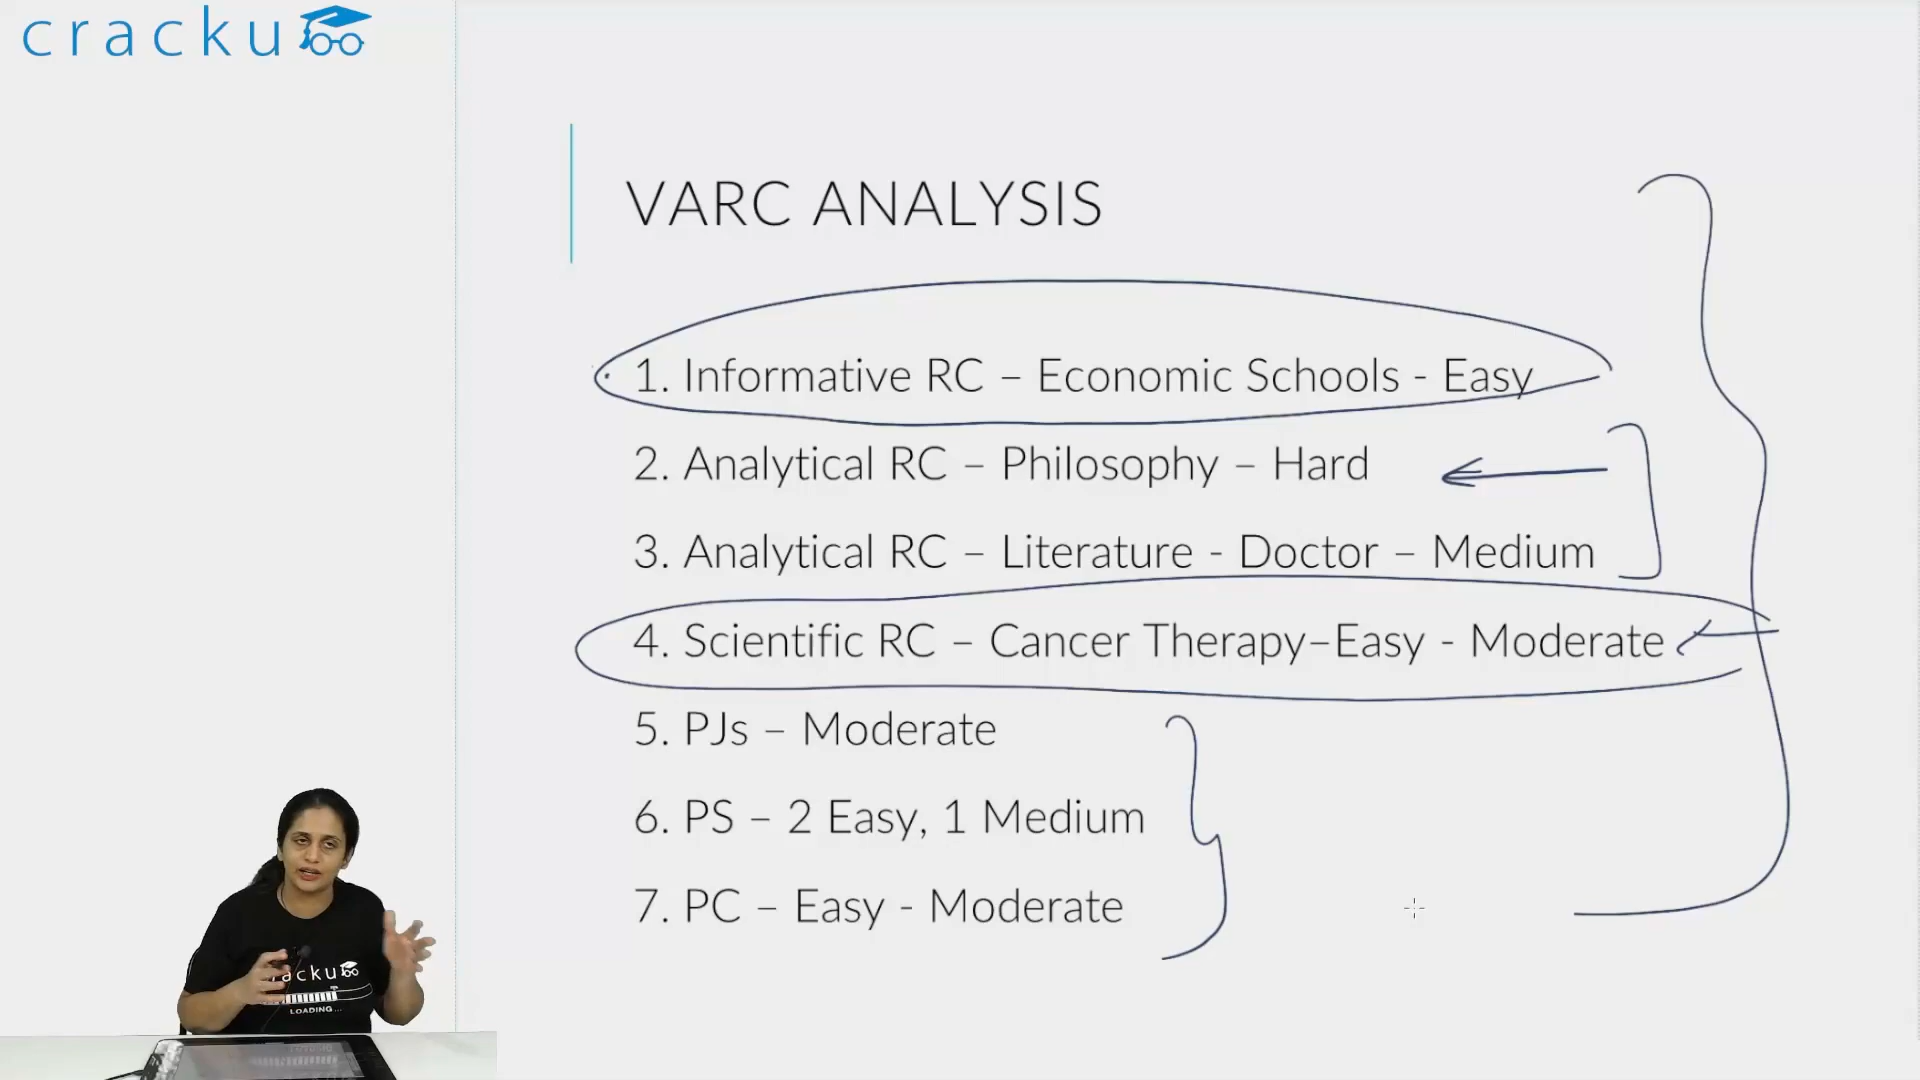 cracku
VARC ANALYSIS
1. Informative RC – Economic Schools - Easy
2. Analytical RC – Philosophy – Hard
3. Analytical RC – Literature - Doctor – Medium
4. Scientific RC – Cancer Therapy–Easy - Moderate
5. PJs – Moderate
6. PS – 2 Easy, 1 Medium
7. PC – Easy - Moderate
LOADING...